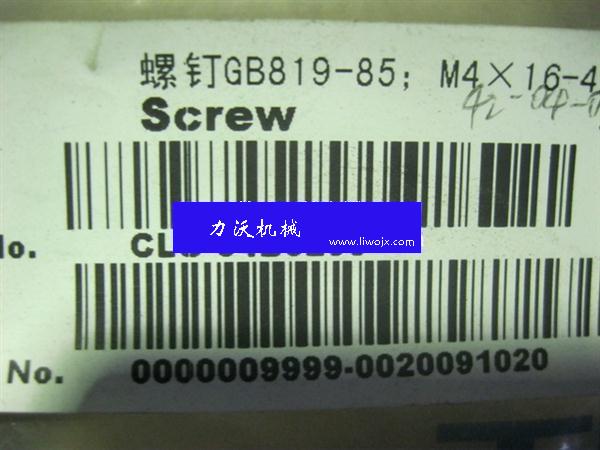 螺钉GB819-85; M4×16-4
Screw
力沃机械
www.liwojx.com
No.
No. 0000009999-0020091020